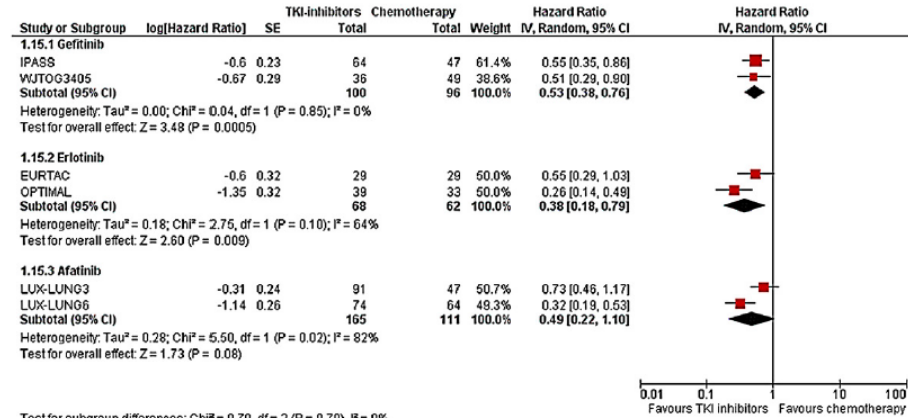 TKI-inhibitors Chemotherapy Hazard Ratio Hazard Ratio
Study or Subgroup log[Hazard Ratio] SE Total Total Weight IV, Random, 95% CI IV, Random, 95% CI
1.15.1 Gefitinib
IPASS -0.6 0.23 64 47 61.4% 0.55 [0.35, 0.86]
WJTOG3405 -0.67 0.29 36 49 38.6% 0.51 [0.29, 0.90]
Subtotal (95% CI) 100 96 100.0% 0.53 [0.38, 0.76]
Heterogeneity: Tau² = 0.00; Chi² = 0.04, df = 1 (P = 0.85); I² = 0%
Test for overall effect: Z = 3.48 (P = 0.0005)
1.15.2 Erlotinib
EURTAC -0.6 0.32 29 29 50.0% 0.55 [0.29, 1.03]
OPTIMAL -1.35 0.32 39 33 50.0% 0.26 [0.14, 0.49]
Subtotal (95% CI) 68 62 100.0% 0.38 [0.18, 0.79]
Heterogeneity: Tau² = 0.18; Chi² = 2.75, df = 1 (P = 0.10); I² = 64%
Test for overall effect: Z = 2.60 (P = 0.009)
1.15.3 Afatinib
LUX-LUNG3 -0.31 0.24 91 47 50.7% 0.73 [0.46, 1.17]
LUX-LUNG6 -1.14 0.26 74 64 49.3% 0.32 [0.19, 0.53]
Subtotal (95% CI) 165 111 100.0% 0.49 [0.22, 1.10]
Heterogeneity: Tau² = 0.28; Chi² = 5.50, df = 1 (P = 0.02); I² = 82%
Test for overall effect: Z = 1.73 (P = 0.08)
0.01 0.1 1 10 100
Favours TKI inhibitors Favours chemotherapy
Test for subgroup differences: